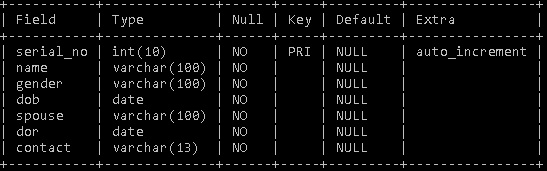 +-----------+--------------+------+-----+---------+----------------+
| Field     | Type         | Null | Key | Default | Extra          |
+-----------+--------------+------+-----+---------+----------------+
| serial_no | int(10)      | NO   | PRI | NULL    | auto_increment |
| name      | varchar(100) | NO   |     | NULL    |                |
| gender    | varchar(100) | NO   |     | NULL    |                |
| dob       | date         | NO   |     | NULL    |                |
| spouse    | varchar(100) | NO   |     | NULL    |                |
| dor       | date         | NO   |     | NULL    |                |
| contact   | varchar(13)  | NO   |     | NULL    |                |
+-----------+--------------+------+-----+---------+----------------+